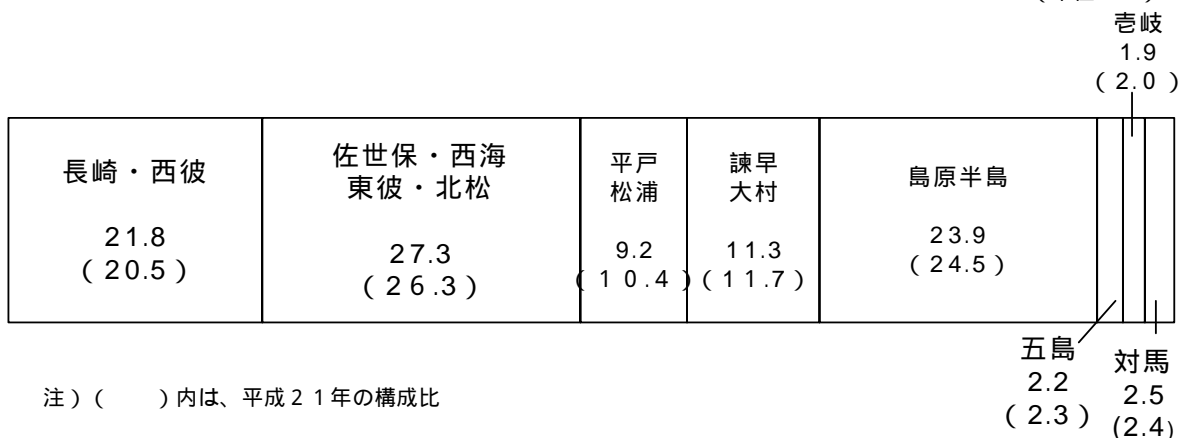 壱岐
1.9
(2.0)
長崎・西彼
21.8
(20.5)
佐世保・西海
東彼・北松
27.3
(26.3)
平戸
松浦
9.2
(10.4)
諫早
大村
11.3
(11.7)
島原半島
23.9
(24.5)
五島
2.2
(2.3)
対馬
2.5
(2.4)
注)(　　)内は、平成21年の構成比